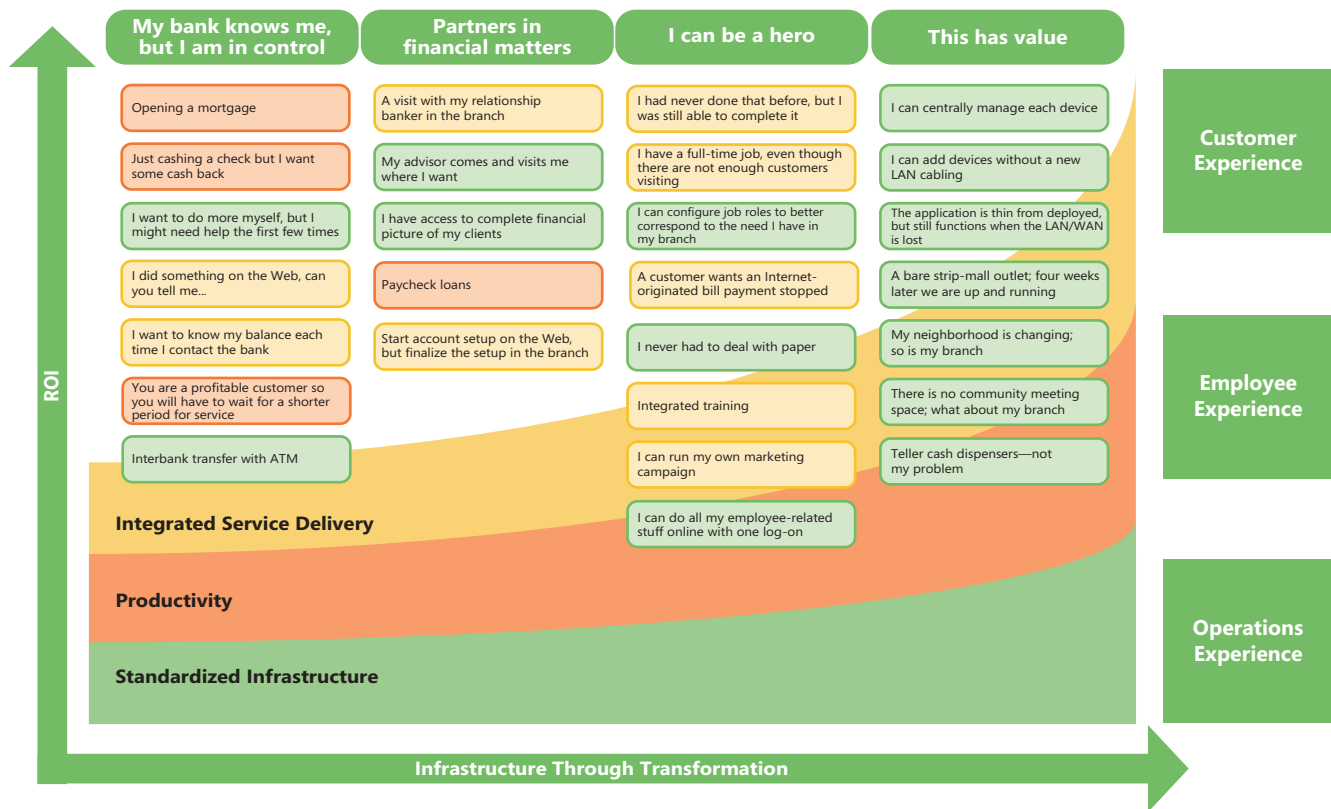 My bank knows me,
but I am in control
Partners in
financial matters
I can be a hero
This has value
Opening a mortgage
Just cashing a check but I want
some cash back
I want to do more myself, but I
might need help the first few times
I did something on the Web, can
you tell me...
I want to know my balance each
time I contact the bank
You are a profitable customer so
you will have to wait for a shorter
period for service
Interbank transfer with ATM
A visit with my relationship
banker in the branch
My advisor comes and visits me
where I want
I have access to complete financial
picture of my clients
Paycheck loans
Start account setup on the Web,
but finalize the setup in the branch
I had never done that before, but I
was still able to complete it
I have a full-time job, even though
there are not enough customers
visiting
I can configure job roles to better
correspond to the need I have in
my branch
A customer wants an Internet-
originated bill payment stopped
I never had to deal with paper
Integrated training
I can run my own marketing
campaign
I can do all my employee-related
stuff online with one log-on
I can centrally manage each device
I can add devices without a new
LAN cabling
The application is thin from deployed,
but still functions when the LAN/WAN
is lost
A bare strip-mall outlet; four weeks
later we are up and running
My neighborhood is changing;
so is my branch
There is no community meeting
space; what about my branch
Teller cash dispensers—not
my problem
Customer
Experience
Employee
Experience
Operations
Experience
ROI
Integrated Service Delivery
Productivity
Standardized Infrastructure
Infrastructure Through Transformation